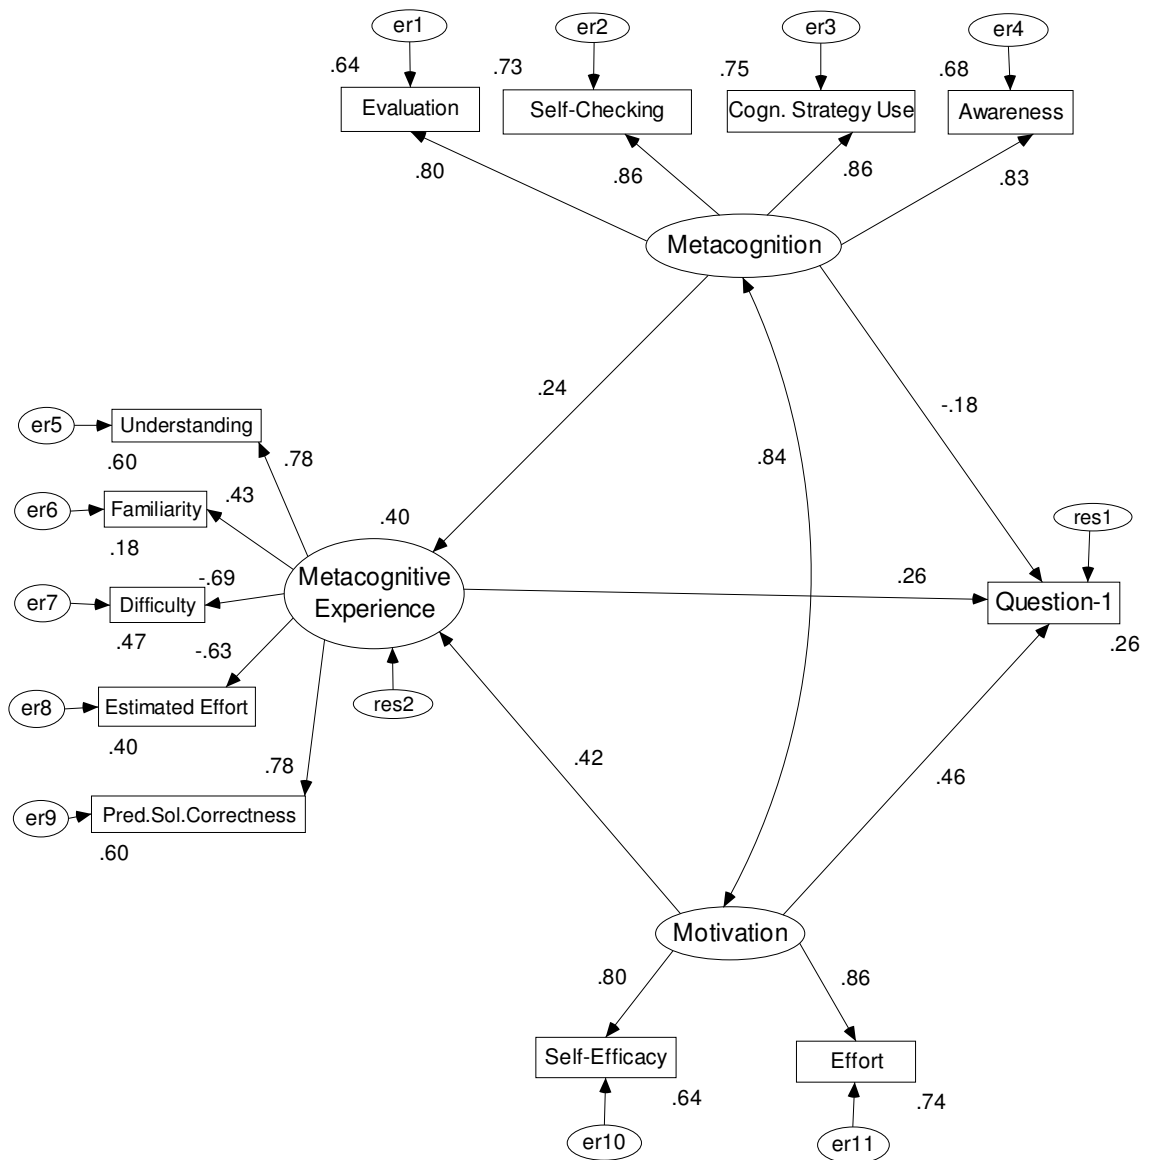 er1
er2
er3
er4
.64
.73
.75
.68
Evaluation
Self-Checking
Cogn. Strategy Use
Awareness
.80
.86
.86
.83
Metacognition
.24
-.18
.84
er5
Understanding
.60
.78
er6
Familiarity
.43
.18
.40
res1
er7
Difficulty
-.69
.47
Metacognitive
Experience
.26
Question-1
.26
-.63
er8
Estimated Effort
.40
res2
.78
er9
Pred.Sol.Correctness
.60
.42
.46
Motivation
.80
.86
Self-Efficacy
Effort
.64
.74
er10
er11